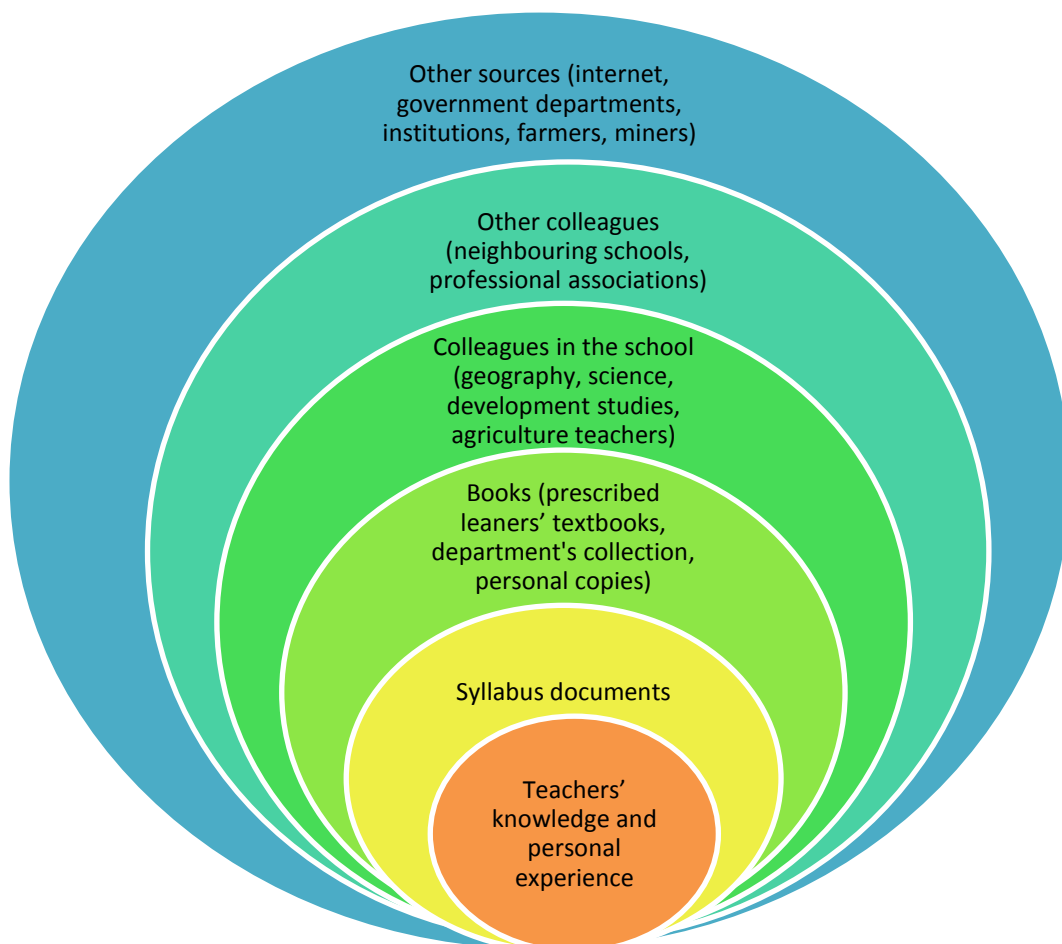 Other sources (internet,
government departments,
institutions, farmers, miners)
Other colleagues
(neighbouring schools,
professional associations)
Colleagues in the school
(geography, science,
development studies,
agriculture teachers)
Books (prescribed
leaners’ textbooks,
department's collection,
personal copies)
Syllabus documents
Teachers’
knowledge and
personal
experience